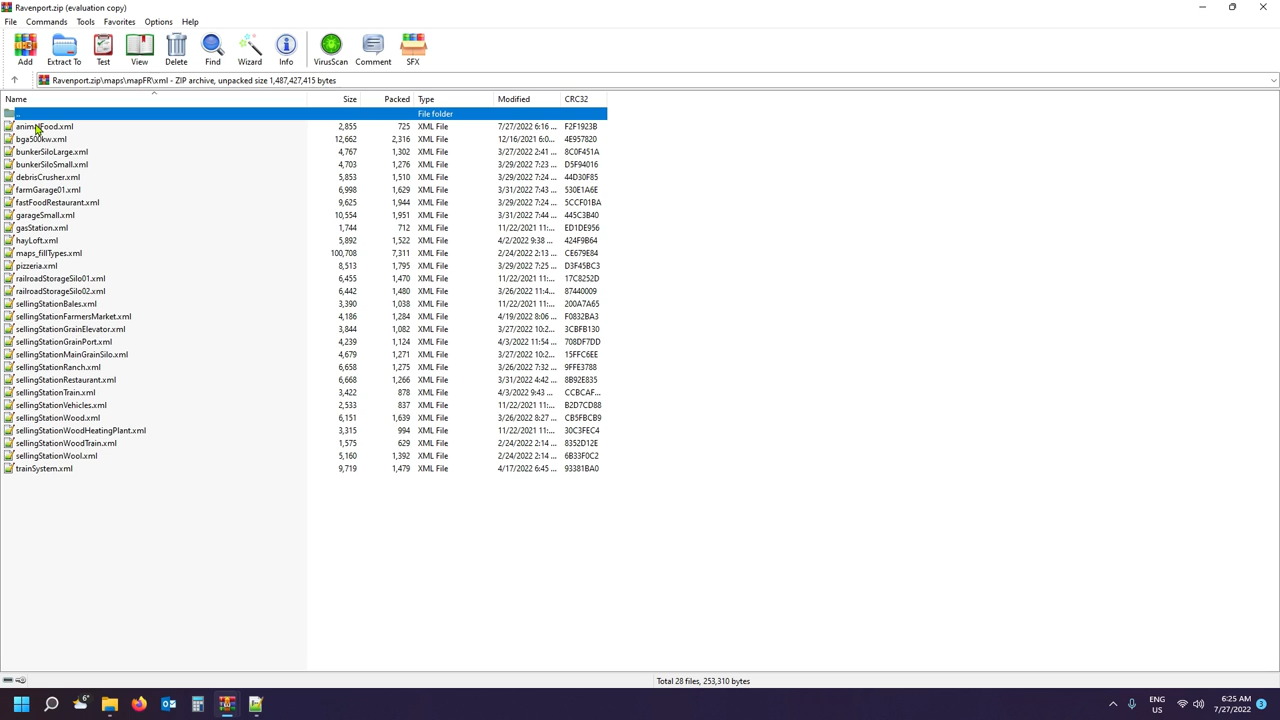 Ravenport.zip (evaluation copy)
File Commands Tools Favorites Options Help
Add Extract To Test View Delete Find Wizard Info VirusScan Comment SFX
Ravenport.zip\maps\mapFR\xml - ZIP archive, unpacked size 1,487,427,415 bytes
Name Size Packed Type Modified CRC32
.. File folder
animalFood.xml 2,855 725 XML File 7/27/2022 6:16 ... F2F1923B
bga500kw.xml 12,662 2,316 XML File 12/16/2021 6:0... 4E957820
bunkerSiloLarge.xml 4,767 1,302 XML File 3/27/2022 2:41 ... 8C0F451A
bunkerSiloSmall.xml 4,703 1,276 XML File 3/29/2022 7:23 ... D5F94016
debrisCrusher.xml 5,853 1,510 XML File 3/29/2022 7:24 ... 44D30F85
farmGarage01.xml 6,998 1,629 XML File 3/31/2022 7:43 ... 530E1A6E
fastFoodRestaurant.xml 9,625 1,944 XML File 3/29/2022 7:24 ... 5CCF01BA
garageSmall.xml 10,554 1,951 XML File 3/31/2022 7:44 ... 445C3B40
gasStation.xml 1,744 712 XML File 11/22/2021 11:... ED1DE956
hayLoft.xml 5,892 1,522 XML File 4/2/2022 9:38 ... 424F9B64
maps_fillTypes.xml 100,708 7,311 XML File 2/24/2022 2:13 ... CE679E84
pizzeria.xml 8,513 1,795 XML File 3/29/2022 7:25 ... D3F45BC3
railroadStorageSilo01.xml 6,455 1,470 XML File 11/22/2021 11:... 17C8252D
railroadStorageSilo02.xml 6,442 1,480 XML File 3/26/2022 11:4... 87440009
sellingStationBales.xml 3,390 1,038 XML File 11/22/2021 11:... 200A7A65
sellingStationFarmersMarket.xml 4,186 1,284 XML File 4/19/2022 8:06 ... F0832BA3
sellingStationGrainElevator.xml 3,844 1,082 XML File 3/27/2022 10:2... 3CBFB130
sellingStationGrainPort.xml 4,239 1,124 XML File 4/3/2022 11:54 ... 708DF7DD
sellingStationMainGrainSilo.xml 4,679 1,271 XML File 3/27/2022 10:2... 15FFC6EE
sellingStationRanch.xml 6,658 1,275 XML File 3/26/2022 7:32 ... 9FFE3788
sellingStationRestaurant.xml 6,668 1,266 XML File 3/31/2022 4:42 ... 8B92E835
sellingStationTrain.xml 3,422 878 XML File 4/3/2022 9:43 ... CCBCAF...
sellingStationVehicles.xml 2,533 837 XML File 11/22/2021 11:... B2D7CD88
sellingStationWood.xml 6,151 1,639 XML File 3/26/2022 8:27 ... CB5FBCB9
sellingStationWoodHeatingPlant.xml 3,315 994 XML File 11/22/2021 11:... 30C3FEC4
sellingStationWoodTrain.xml 1,575 629 XML File 2/24/2022 2:14 ... 8352D12E
sellingStationWool.xml 5,160 1,392 XML File 2/24/2022 2:14 ... 6B33F0C2
trainSystem.xml 9,719 1,479 XML File 4/17/2022 6:45 ... 93381BA0
Total 28 files, 253,310 bytes
6°
ENG
US
6:25 AM
7/27/2022
3